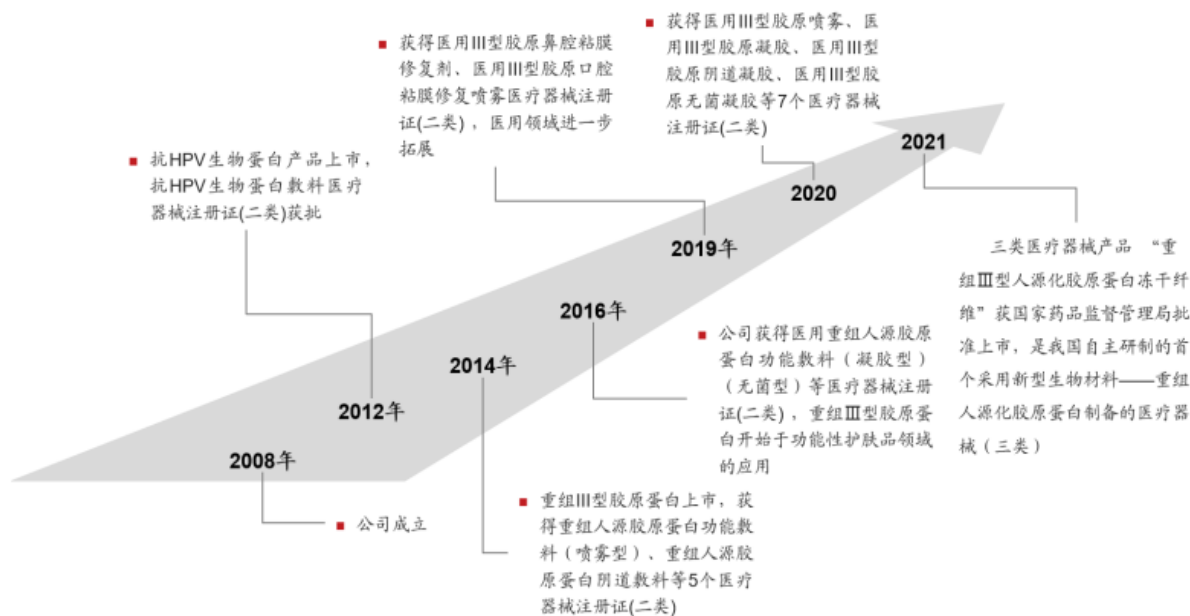 获得医用III型胶原鼻腔粘膜
修复剂、医用III型胶原口腔
粘膜修复喷雾医疗器械注册
证(二类)，医用领域进一步
拓展
获得医用III型胶原喷雾、医
用III型胶原凝胶、医用III型
胶原阴道凝胶、医用III型胶
原无菌凝胶等7个医疗器械
注册证(二类)
抗HPV生物蛋白产品上市，
抗HPV生物蛋白敷料医疗
器械注册证(二类)获批
2021
2020
2019年
2016年
2014年
2012年
2008年
三类医疗器械产品 “重
组Ⅲ型人源化胶原蛋白冻干纤
维”获国家药品监督管理局批
准上市，是我国自主研制的首
个采用新型生物材料——重组
人源化胶原蛋白制备的医疗器
械（三类）
公司获得医用重组人源胶原
蛋白功能敷料（凝胶型）
（无菌型）等医疗器械注册
证(二类)，重组Ⅲ型胶原蛋
白开始于功能性护肤品领域
的应用
公司成立
重组III型胶原蛋白上市，获
得重组人源胶原蛋白功能敷
料（喷雾型）、重组人源胶
原蛋白阴道敷料等5个医疗
器械注册证(二类)